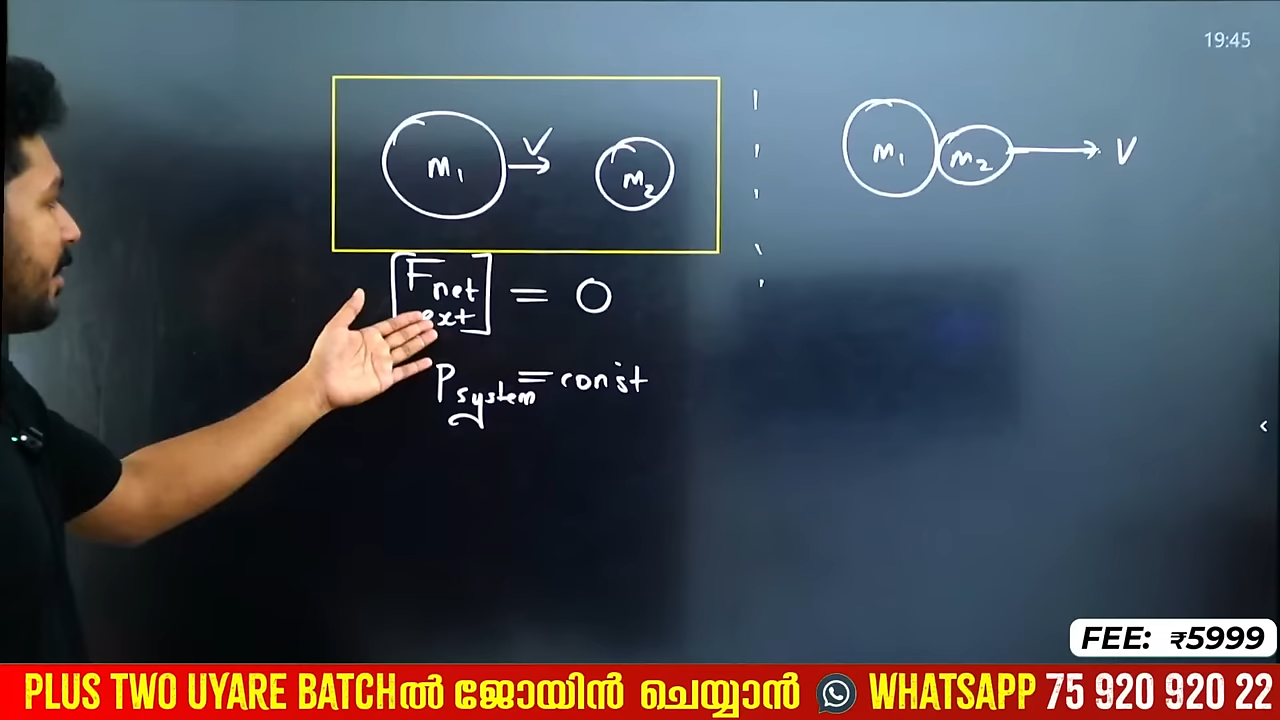 19:45
m₁ V m₂
m₁ m₂ V
[Fnet ext] = 0
Psystem = const
FEE: ₹5999
PLUS TWO UYARE BATCHൽ ജോയിൻ ചെയ്യാൻ WHATSAPP 75 920 920 22